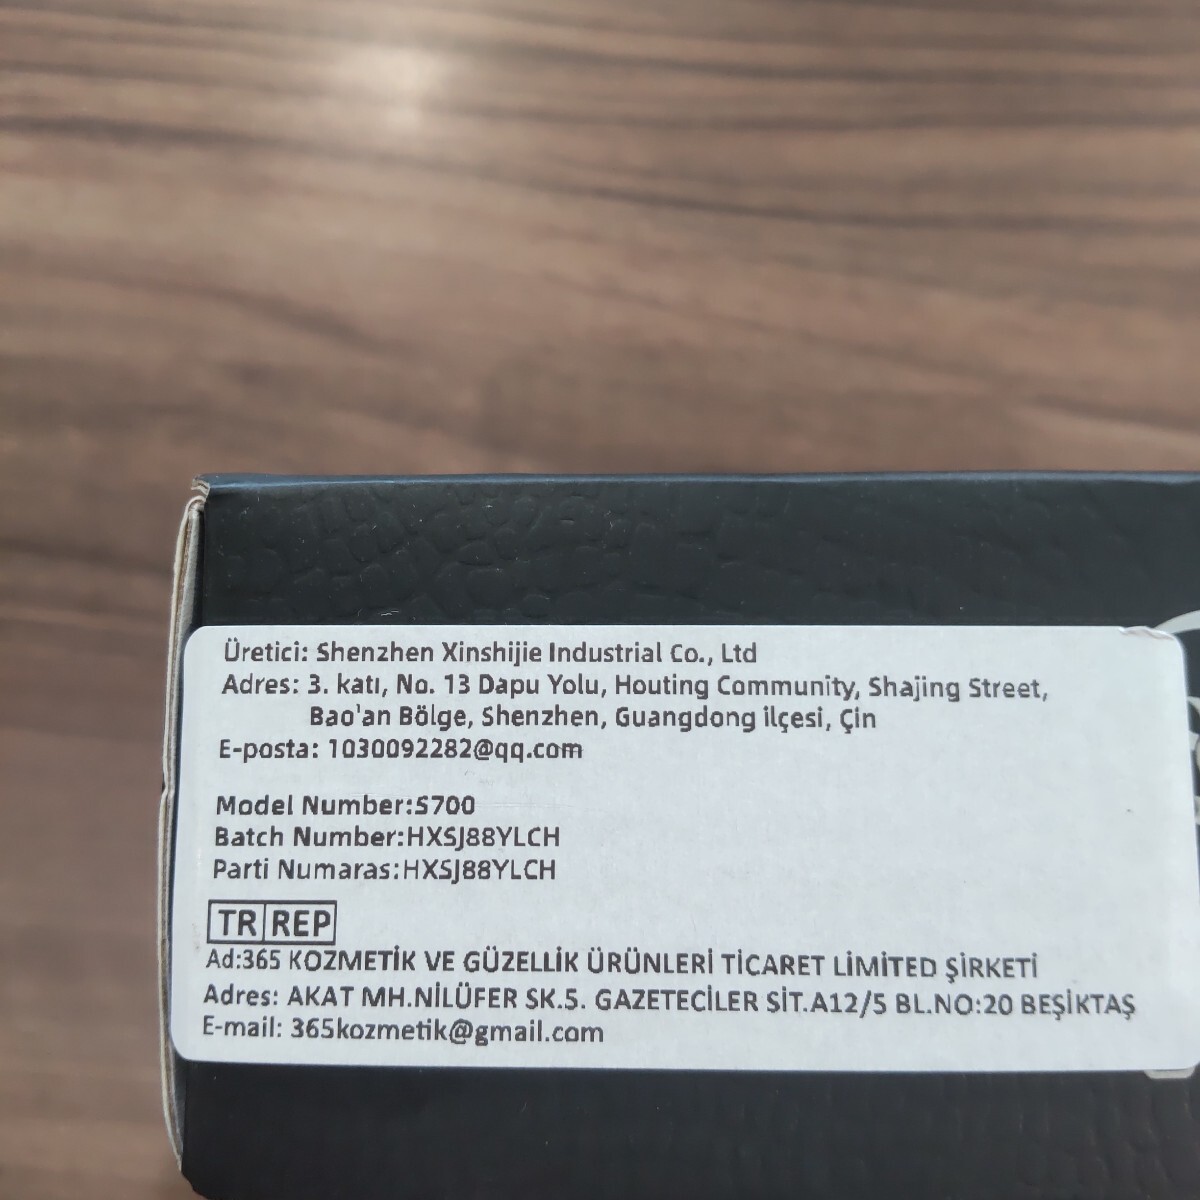 Üretici: Shenzhen Xinshijie Industrial Co., Ltd
Adres: 3. katı, No. 13 Dapu Yolu, Houting Community, Shajing Street,
Bao'an Bölge, Shenzhen, Guangdong ilçesi, Çin
E-posta: 1030092282@qq.com
Model Number:S700
Batch Number:HXSJ88YLCH
Parti Numaras:HXSJ88YLCH
TR REP
Ad:365 KOZMETİK VE GÜZELLİK ÜRÜNLERİ TİCARET LİMİTED ŞİRKETİ
Adres: AKAT MH.NİLÜFER SK.5. GAZETECİLER SİT.A12/5 BL.NO:20 BEŞİKTAŞ
E-mail: 365kozmetik@gmail.com